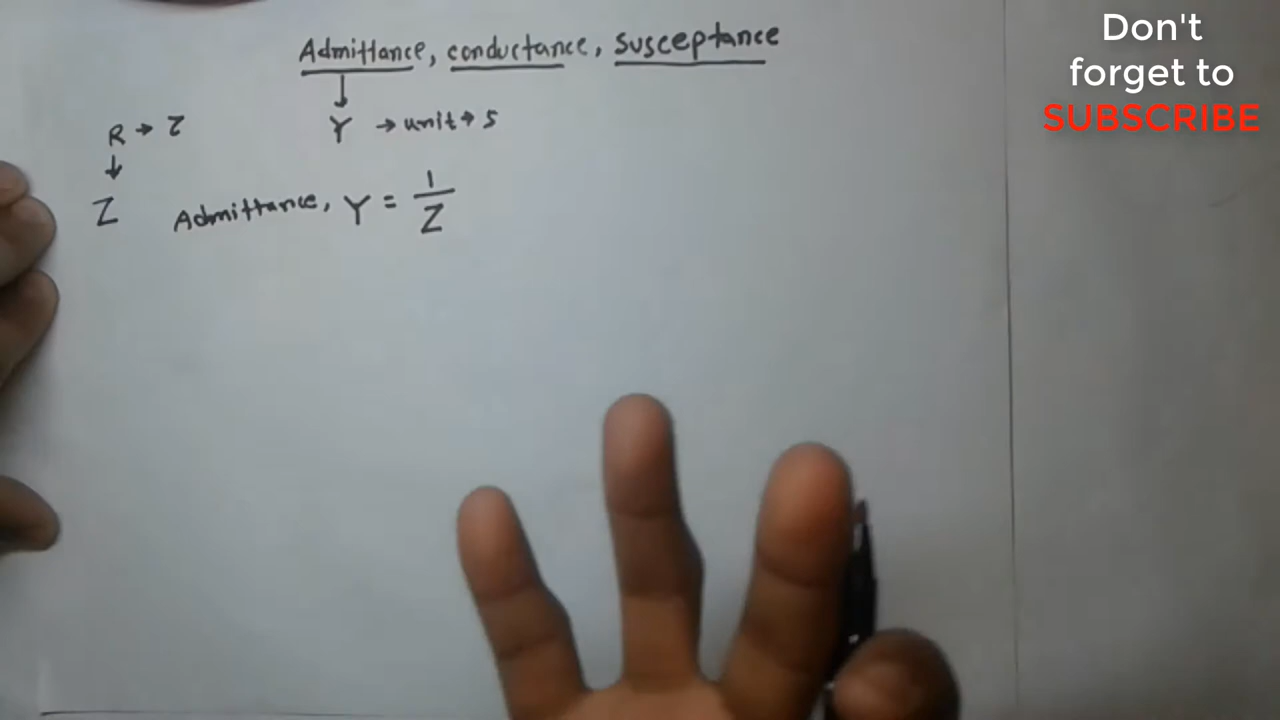 Admittance, conductance, susceptance
Y → unit → S
R → Z
Z
Admittance, Y = 1/Z
Don't
forget to
SUBSCRIBE